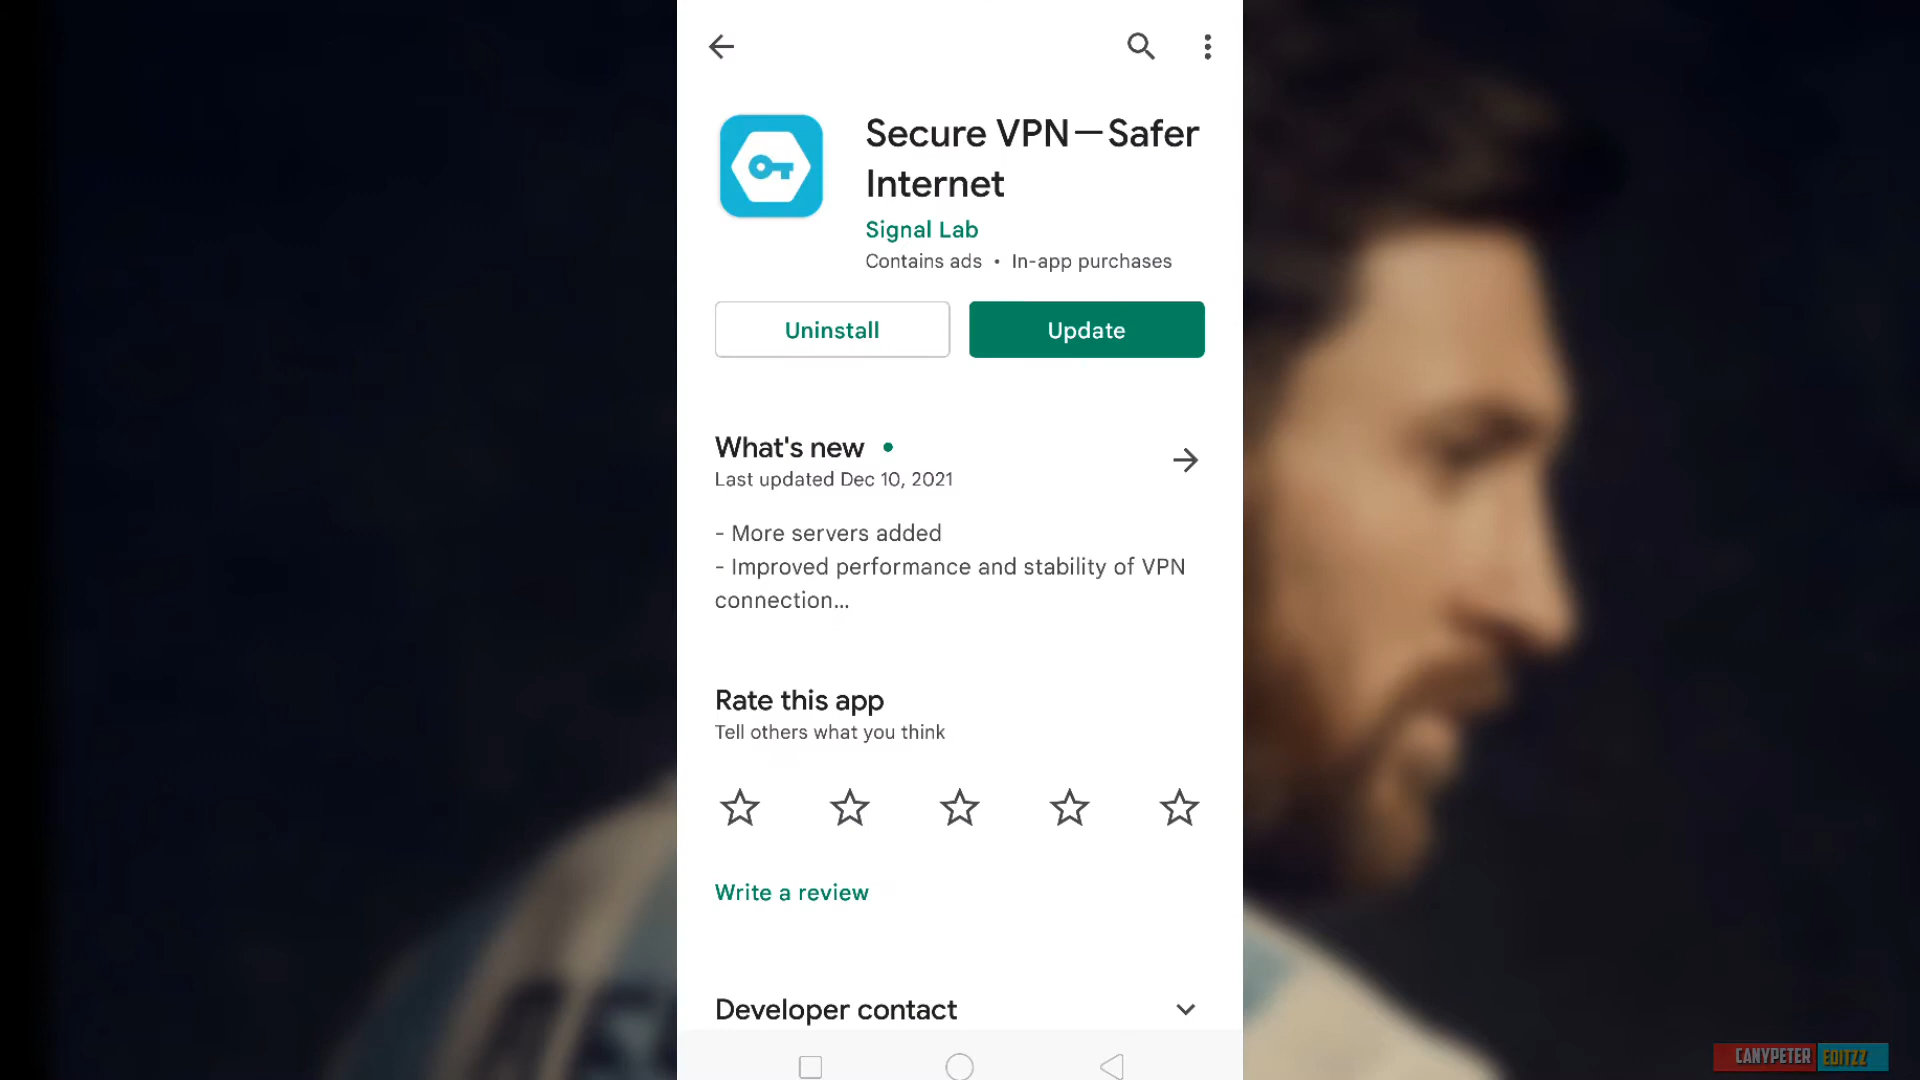 Secure VPN—Safer
Internet
Signal Lab
Contains ads • In-app purchases
Uninstall
Update
What's new •
Last updated Dec 10, 2021
- More servers added
- Improved performance and stability of VPN
connection...
Rate this app
Tell others what you think
Write a review
Developer contact
CANYPETER EDITZZ